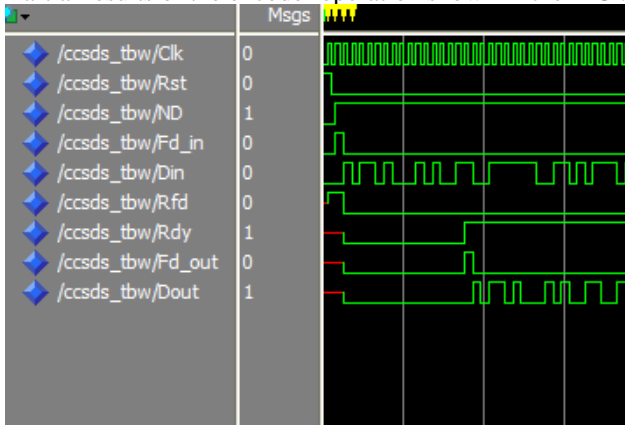 Msgs
/ccsds_tbw/Clk 0
/ccsds_tbw/Rst 0
/ccsds_tbw/ND 1
/ccsds_tbw/Fd_in 0
/ccsds_tbw/Din 0
/ccsds_tbw/Rfd 0
/ccsds_tbw/Rdy 1
/ccsds_tbw/Fd_out 0
/ccsds_tbw/Dout 1